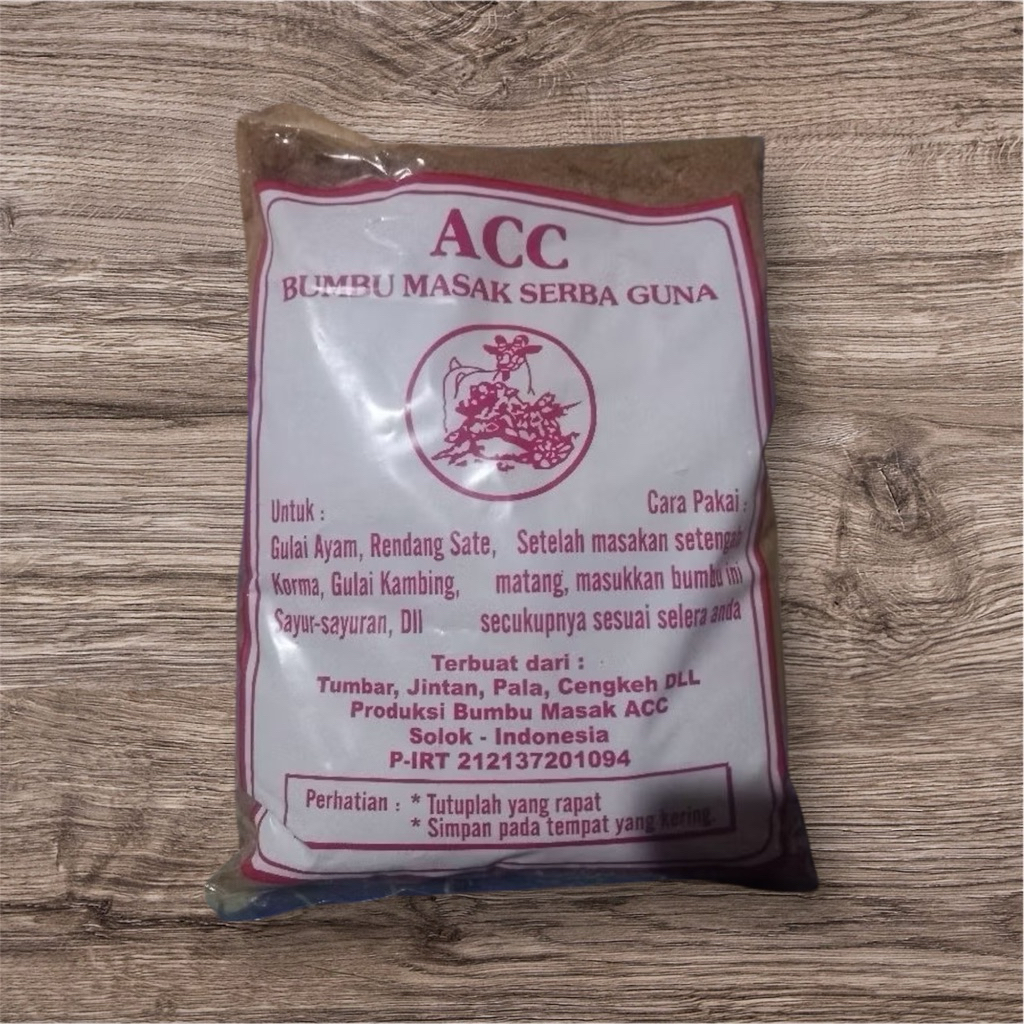 ACC
BUMBU MASAK SERBA GUNA
Untuk :
Gulai Ayam, Rendang Sate,
Korma, Gulai Kambing,
Sayur-sayuran, Dll
Cara Pakai :
Setelah masakan setengah
matang, masukkan bumbu ini
secukupnya sesuai selera anda
Terbuat dari :
Tumbar, Jintan, Pala, Cengkeh DLL
Produksi Bumbu Masak ACC
Solok - Indonesia
P-IRT 212137201094
Perhatian : * Tutuplah yang rapat
* Simpan pada tempat yang kering.